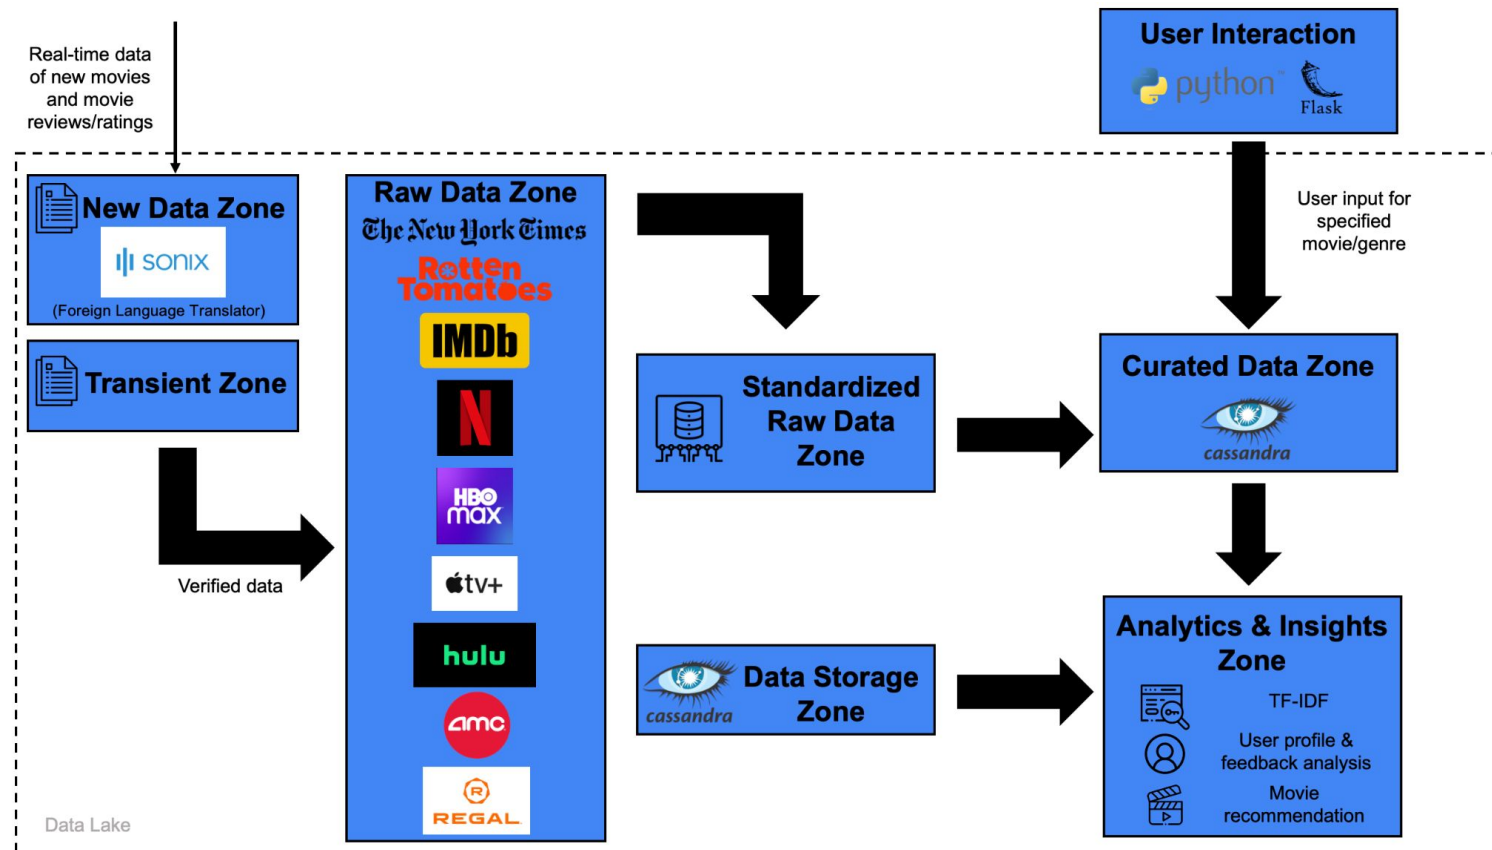 Real-time data
of new movies
and movie
reviews/ratings
User Interaction
python™
Flask
New Data Zone
sonix
(Foreign Language Translator)
Transient Zone
Verified data
Raw Data Zone
The New York Times
Rotten
Tomatoes
IMDb
N
HBO
max
tv+
hulu
amc
R
REGAL
Standardized
Raw Data
Zone
User input for
specified
movie/genre
Curated Data Zone
cassandra
cassandra
Data Storage
Zone
Analytics & Insights
Zone
TF-IDF
User profile &
feedback analysis
Movie
recommendation
Data Lake